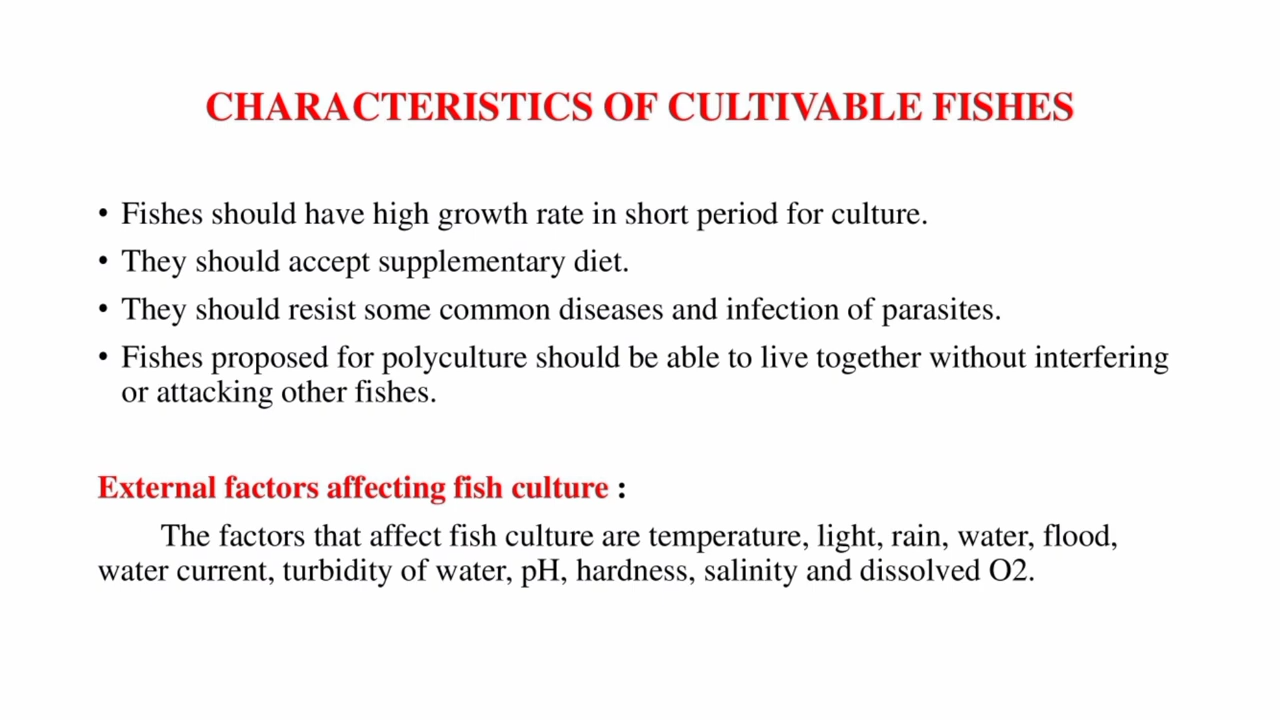 CHARACTERISTICS OF CULTIVABLE FISHES
• Fishes should have high growth rate in short period for culture.
• They should accept supplementary diet.
• They should resist some common diseases and infection of parasites.
• Fishes proposed for polyculture should be able to live together without interfering
or attacking other fishes.
External factors affecting fish culture :
The factors that affect fish culture are temperature, light, rain, water, flood,
water current, turbidity of water, pH, hardness, salinity and dissolved O2.